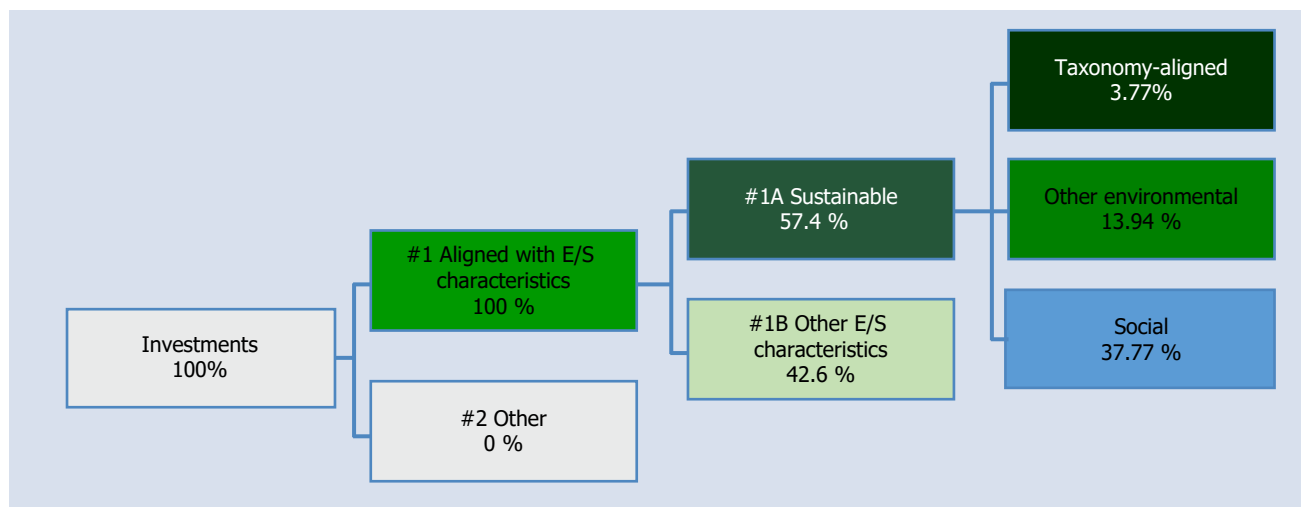 Investments
100%
#1 Aligned with E/S
characteristics
100 %
#2 Other
0 %
#1A Sustainable
57.4 %
#1B Other E/S
characteristics
42.6 %
Taxonomy-aligned
3.77%
Other environmental
13.94 %
Social
37.77 %